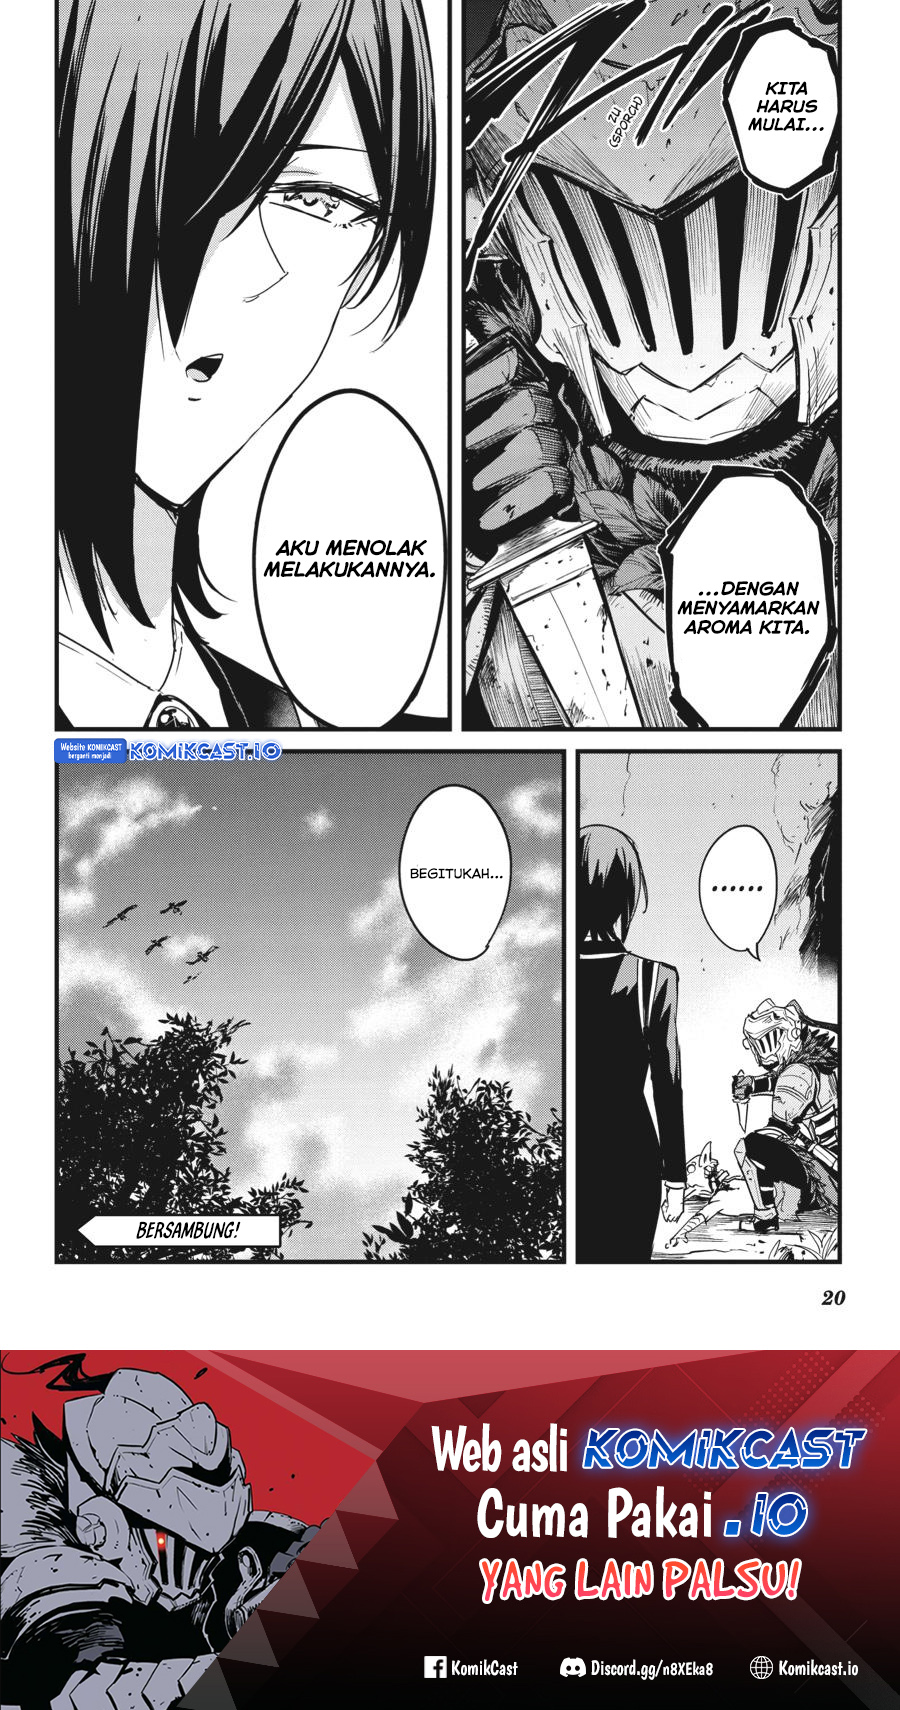 KITA
HARUS
MULAI...
ZU
(SPORCH)
...DENGAN
MENYAMARKAN
AROMA KITA.
AKU MENOLAK
MELAKUKANNYA.
Website KOMIKCAST
berganti menjadi
KOMIKCAST.IO
......
BEGITUKAH...
BERSAMBUNG!
20
Web asli KOMIKCAST
Cuma Pakai .IO
YANG LAIN PALSU!
KomikCast
Discord.gg/n8XEka8
Komikcast.io